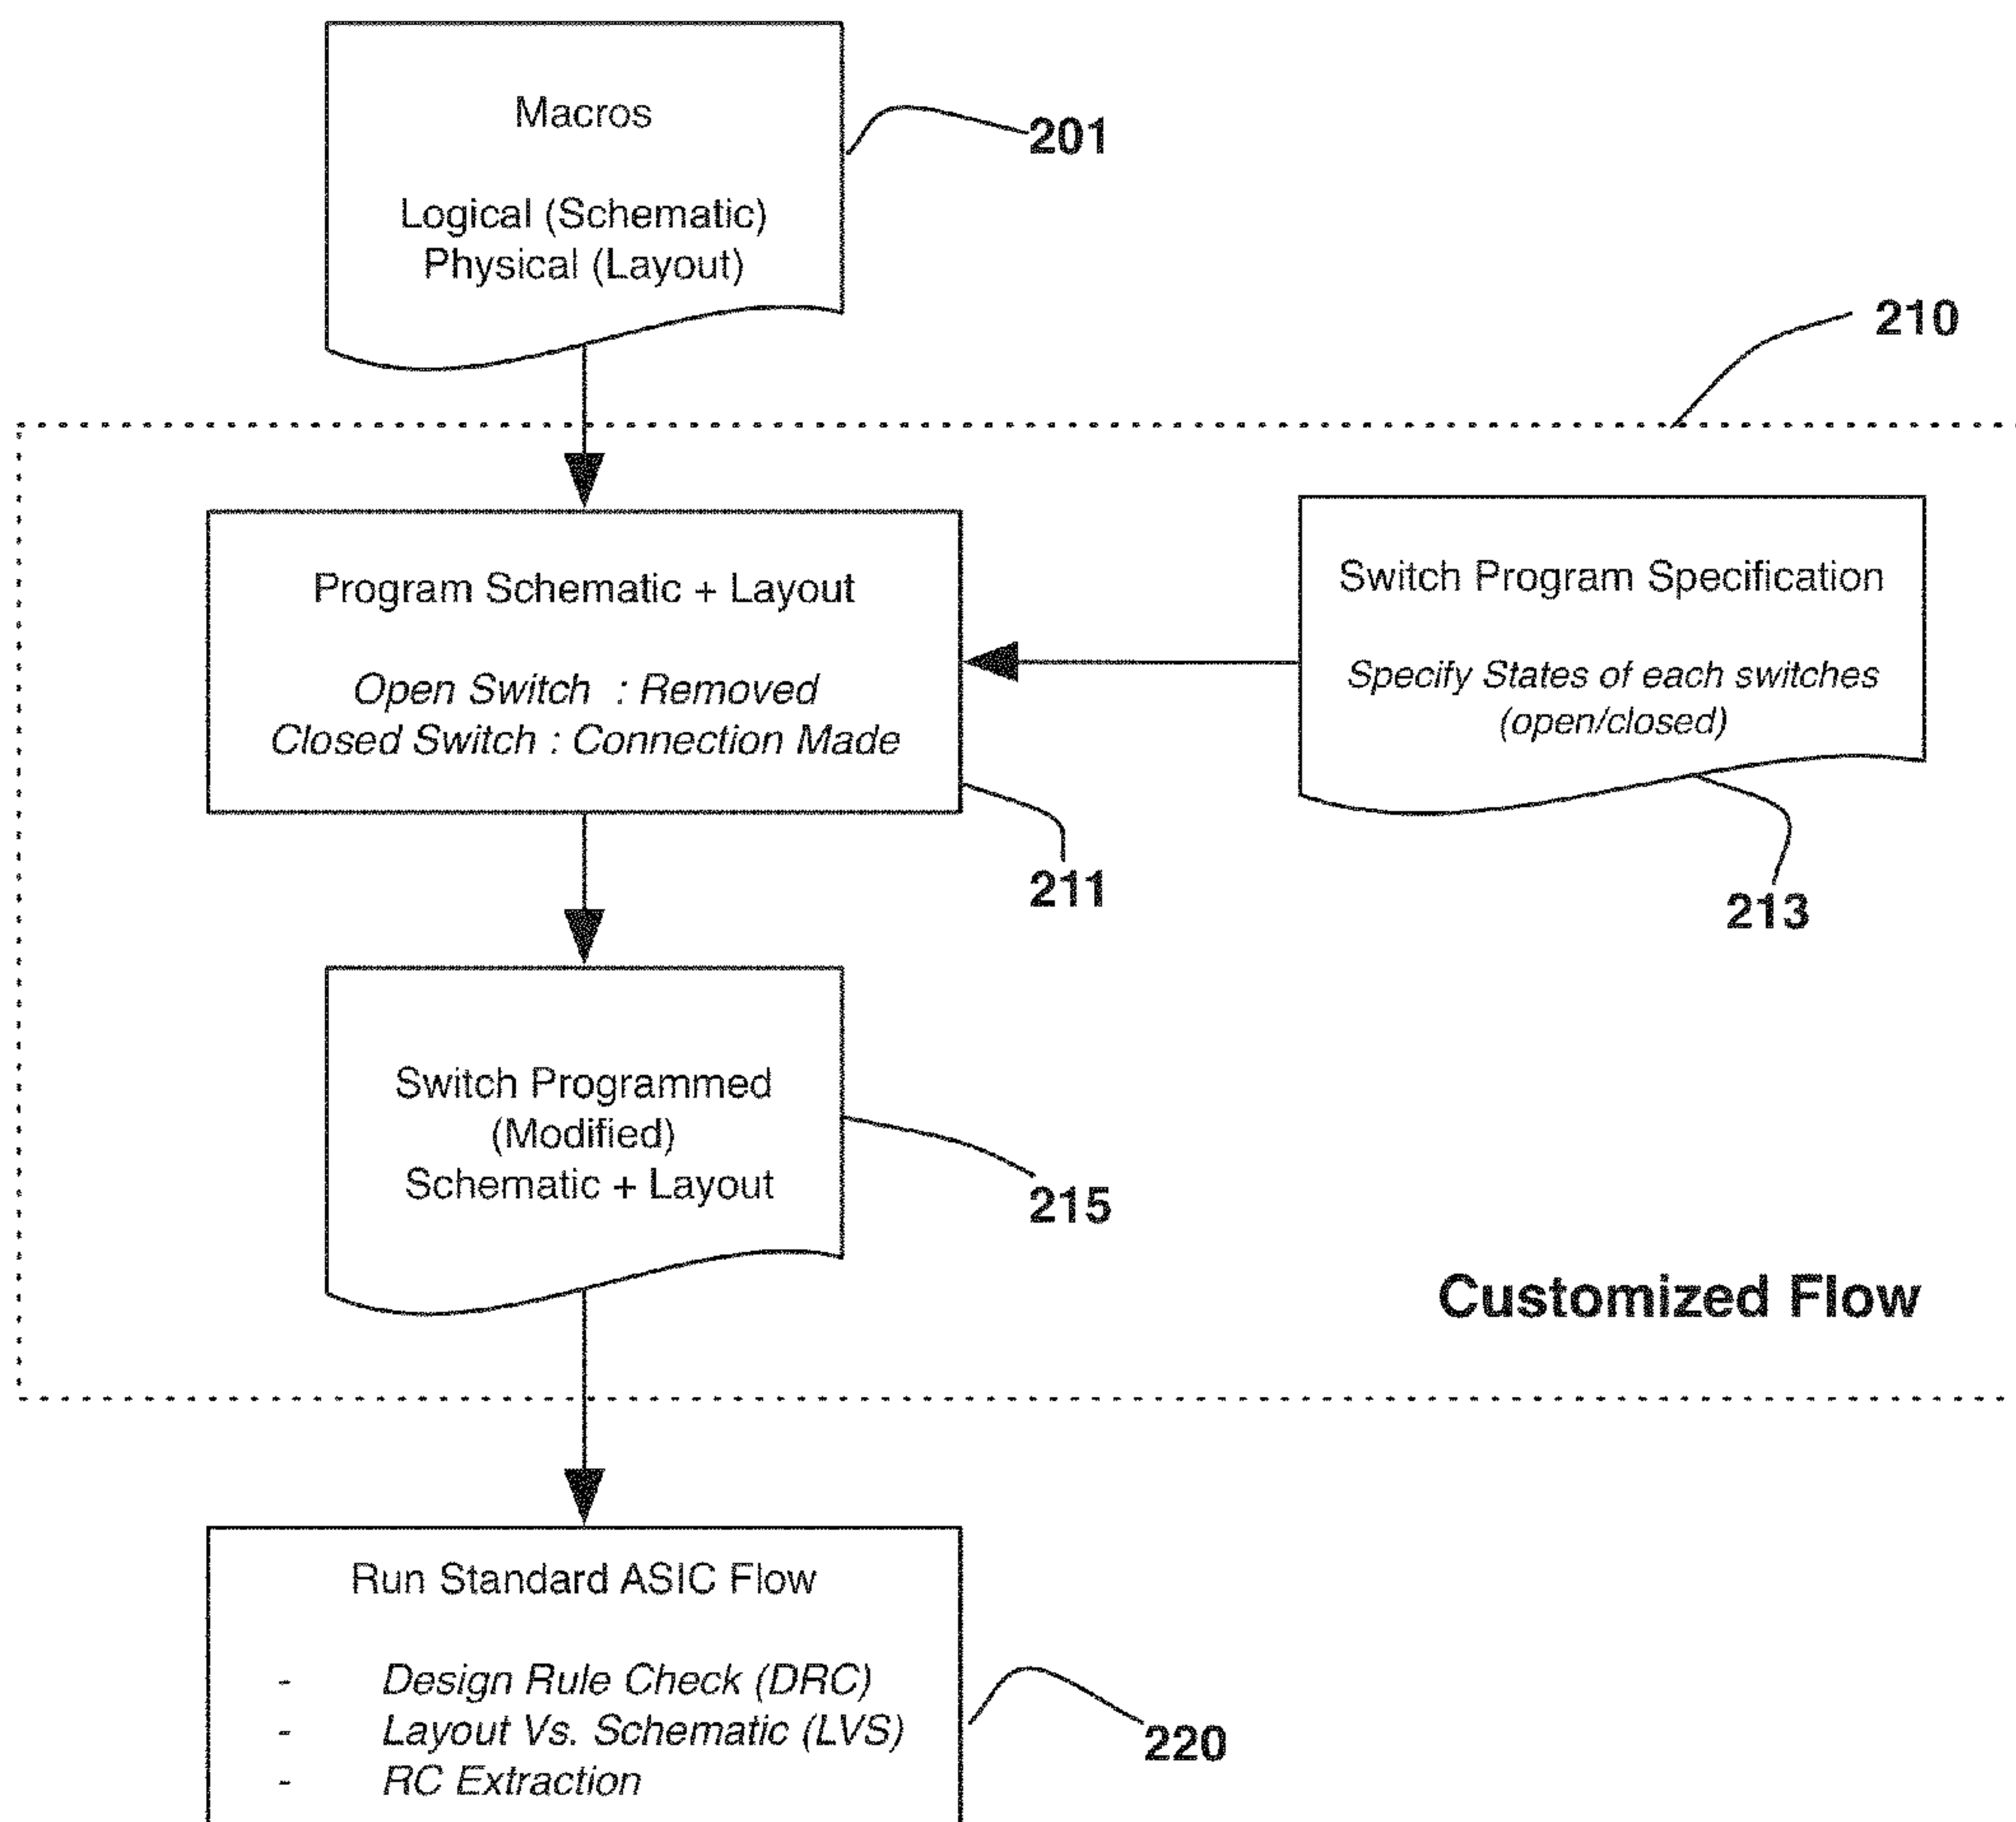 Macros
Logical (Schematic)
Physical (Layout)
201
210
Program Schematic + Layout
Open Switch : Removed
Closed Switch : Connection Made
211
Switch Program Specification
Specify States of each switches
(open/closed)
213
Switch Programmed
(Modified)
Schematic + Layout
215
Customized Flow
Run Standard ASIC Flow
- Design Rule Check (DRC)
- Layout Vs. Schematic (LVS)
- RC Extraction
220